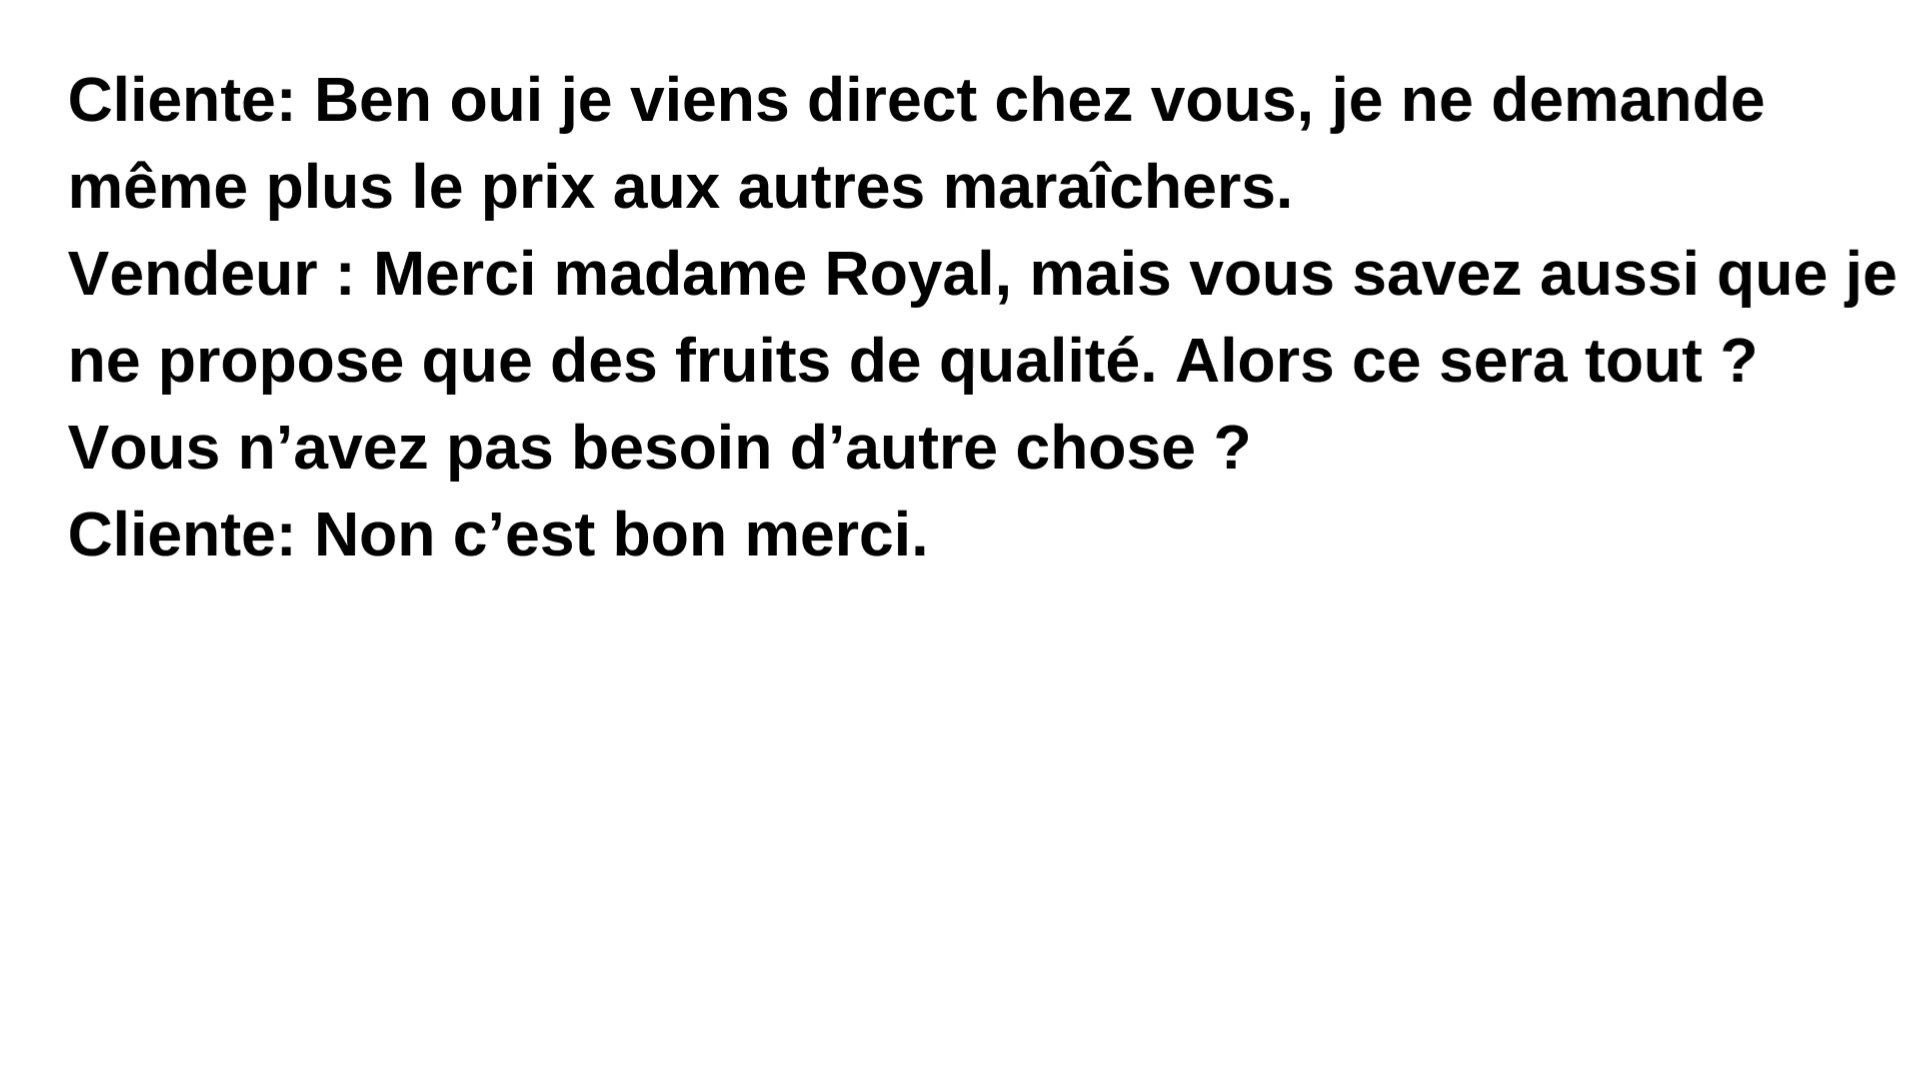 Cliente: Ben oui je viens direct chez vous, je ne demande
même plus le prix aux autres maraîchers.
Vendeur : Merci madame Royal, mais vous savez aussi que je
ne propose que des fruits de qualité. Alors ce sera tout ?
Vous n’avez pas besoin d’autre chose ?
Cliente: Non c’est bon merci.